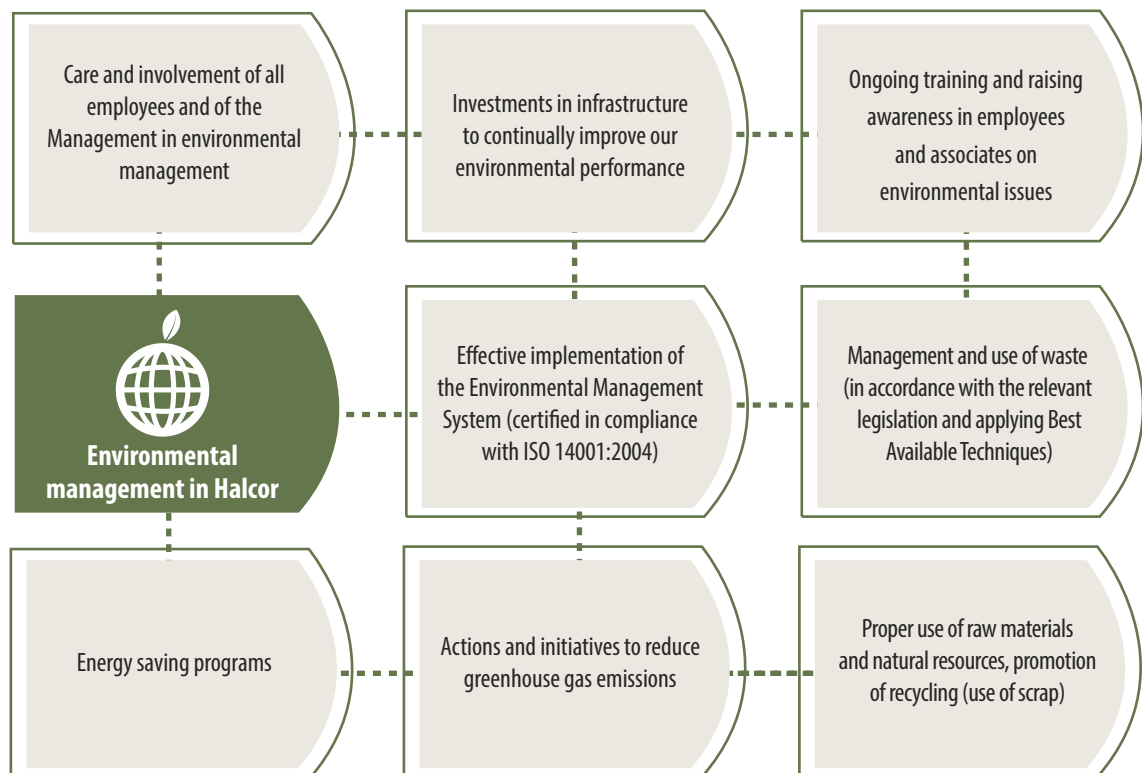 Care and involvement of all
employees and of the
Management in environmental
management
Investments in infrastructure
to continually improve our
environmental performance
Ongoing training and raising
awareness in employees
and associates on
environmental issues
Environmental
management in Halcor
Effective implementation of
the Environmental Management
System (certified in compliance
with ISO 14001:2004)
Management and use of waste
(in accordance with the relevant
legislation and applying Best
Available Techniques)
Energy saving programs
Actions and initiatives to reduce
greenhouse gas emissions
Proper use of raw materials
and natural resources, promotion
of recycling (use of scrap)